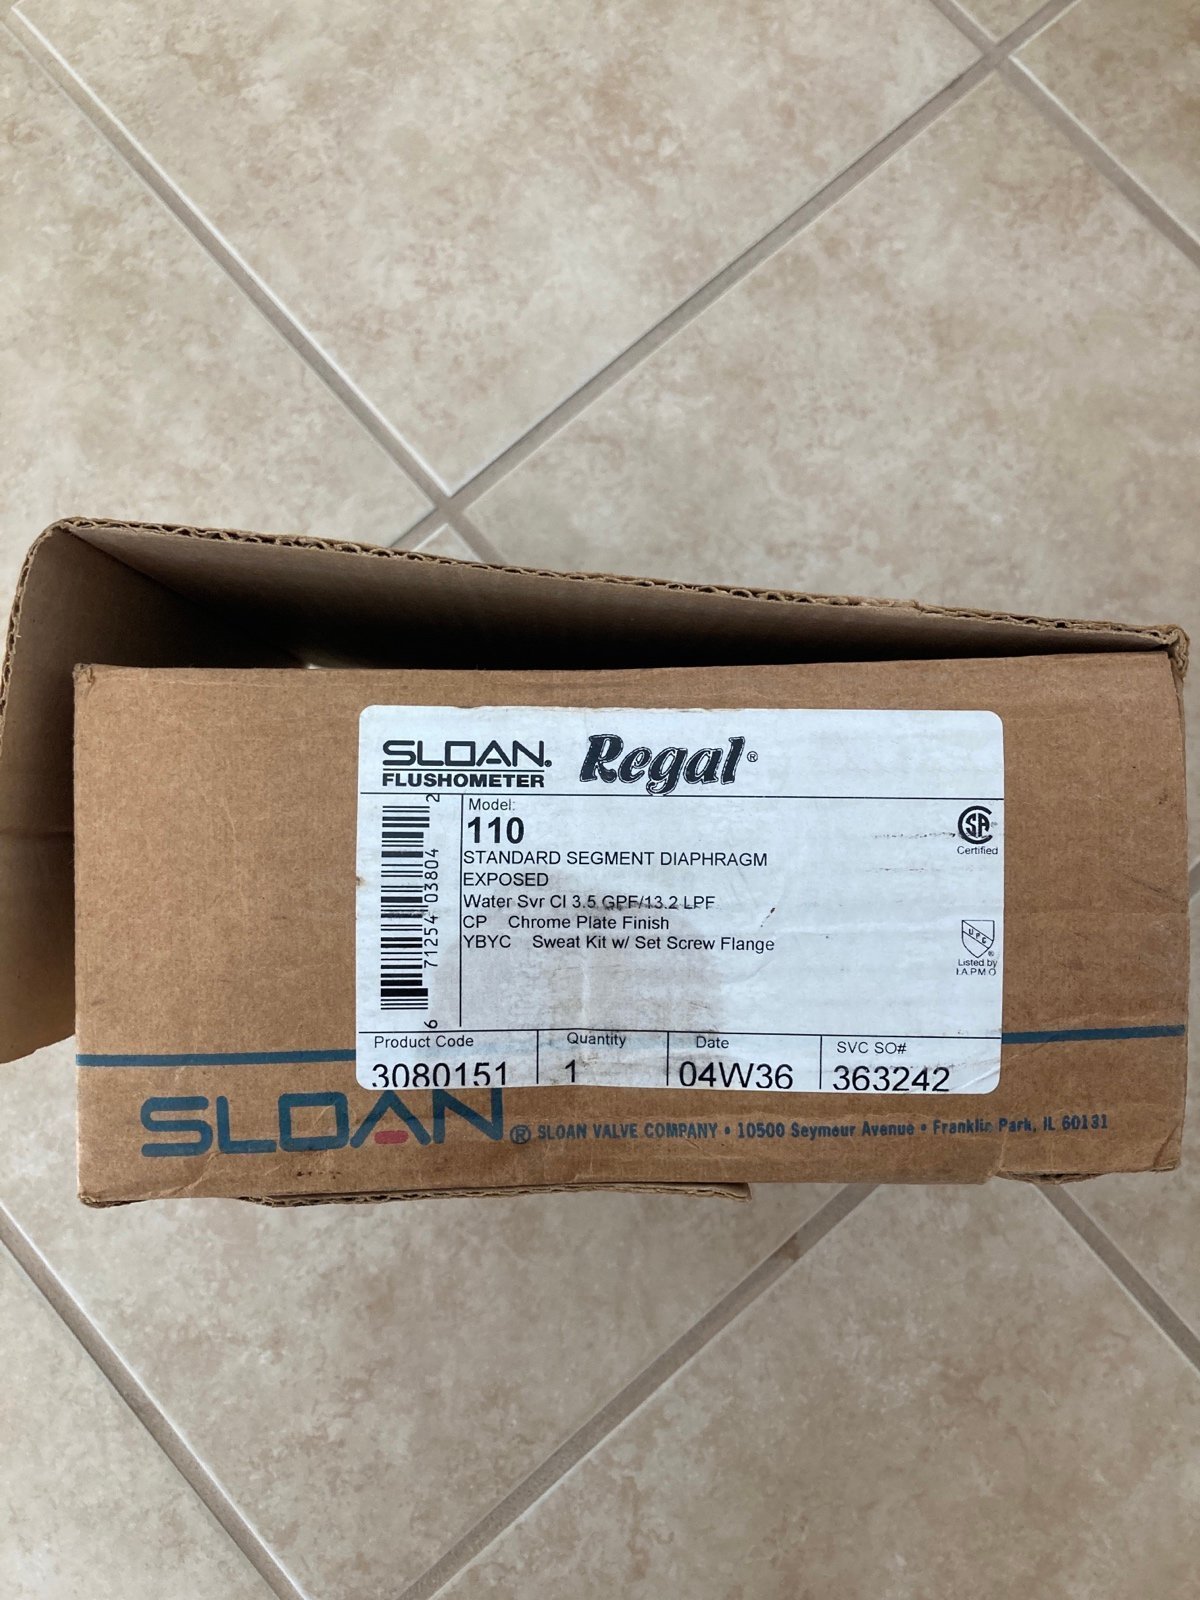 SLOAN. Regal®
FLUSHOMETER
Model:
110
STANDARD SEGMENT DIAPHRAGM
EXPOSED
Water Svr Cl 3.5 GPF/13.2 LPF
CP Chrome Plate Finish
YBYC Sweat Kit w/ Set Screw Flange
6 71254 03804 2
SA
Certified
UPC ®
Listed by
I.A.P.M.O
Product Code Quantity Date SVC SO#
3080151 1 04W36 363242
SLOAN ® SLOAN VALVE COMPANY • 10500 Seymour Avenue • Franklin Park, IL 60131